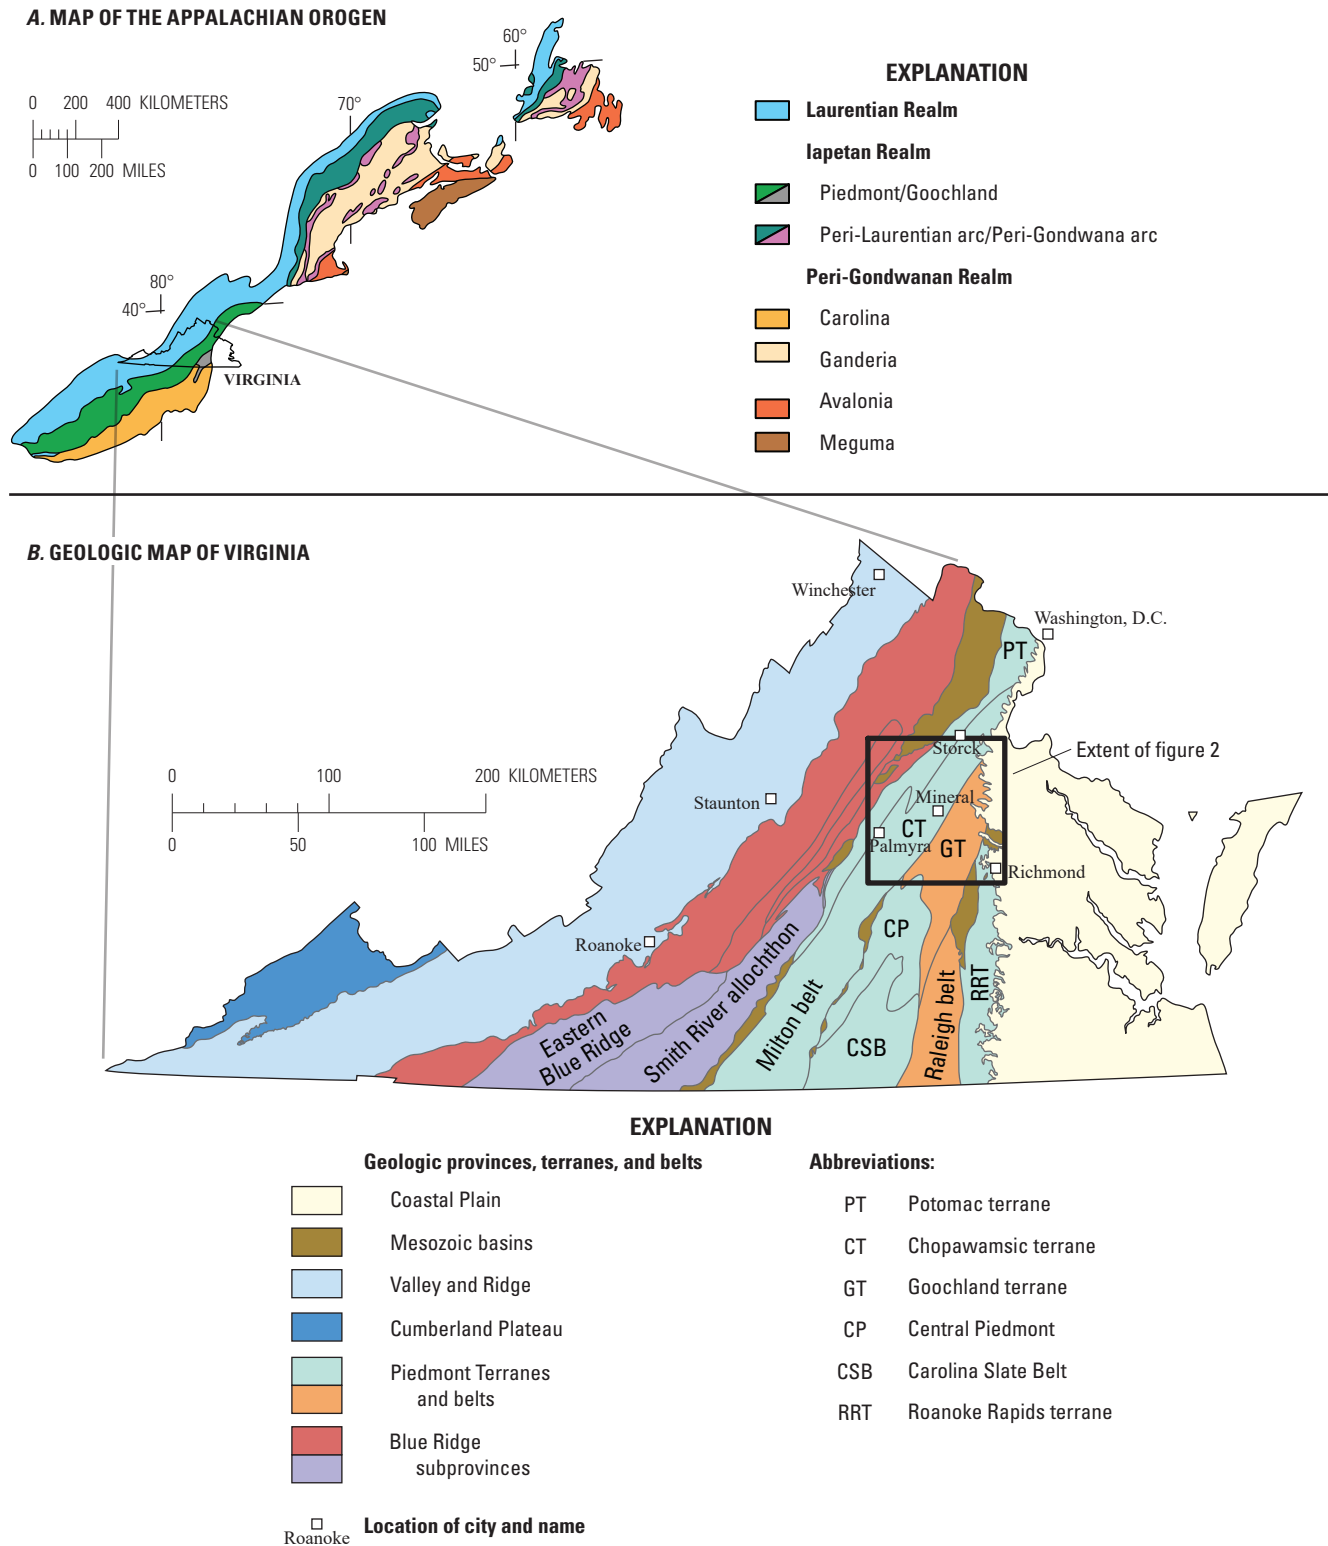 A. MAP OF THE APPALACHIAN OROGEN
0 200 400 KILOMETERS
0 100 200 MILES
60°
50°
70°
80°
40°
VIRGINIA
EXPLANATION
Laurentian Realm
Iapetan Realm
Piedmont/Goochland
Peri-Laurentian arc/Peri-Gondwana arc
Peri-Gondwanan Realm
Carolina
Ganderia
Avalonia
Meguma
B. GEOLOGIC MAP OF VIRGINIA
Winchester
Washington, D.C.
PT
Storck
Extent of figure 2
0 100 200 KILOMETERS
0 50 100 MILES
Staunton
Mineral
CT
Palmyra
GT
Richmond
Roanoke
CP
Eastern
Blue Ridge
Smith River allochthon
Milton belt
CSB
Raleigh belt
RRT
EXPLANATION
Geologic provinces, terranes, and belts
Coastal Plain
Mesozoic basins
Valley and Ridge
Cumberland Plateau
Piedmont Terranes
and belts
Blue Ridge
subprovinces
Roanoke
Location of city and name
Abbreviations:
PT Potomac terrane
CT Chopawamsic terrane
GT Goochland terrane
CP Central Piedmont
CSB Carolina Slate Belt
RRT Roanoke Rapids terrane